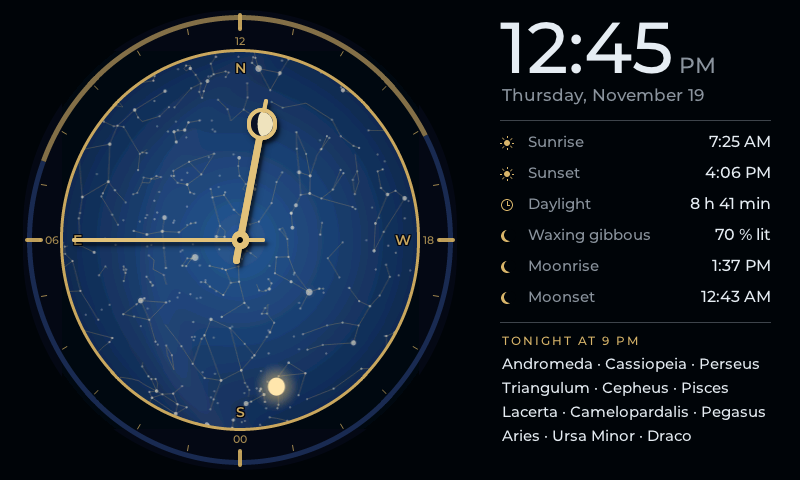 12
N
06
E
W
18
S
00
12:45 PM
Thursday, November 19
Sunrise 7:25 AM
Sunset 4:06 PM
Daylight 8 h 41 min
Waxing gibbous 70 % lit
Moonrise 1:37 PM
Moonset 12:43 AM
TONIGHT AT 9 PM
Andromeda · Cassiopeia · Perseus
Triangulum · Cepheus · Pisces
Lacerta · Camelopardalis · Pegasus
Aries · Ursa Minor · Draco